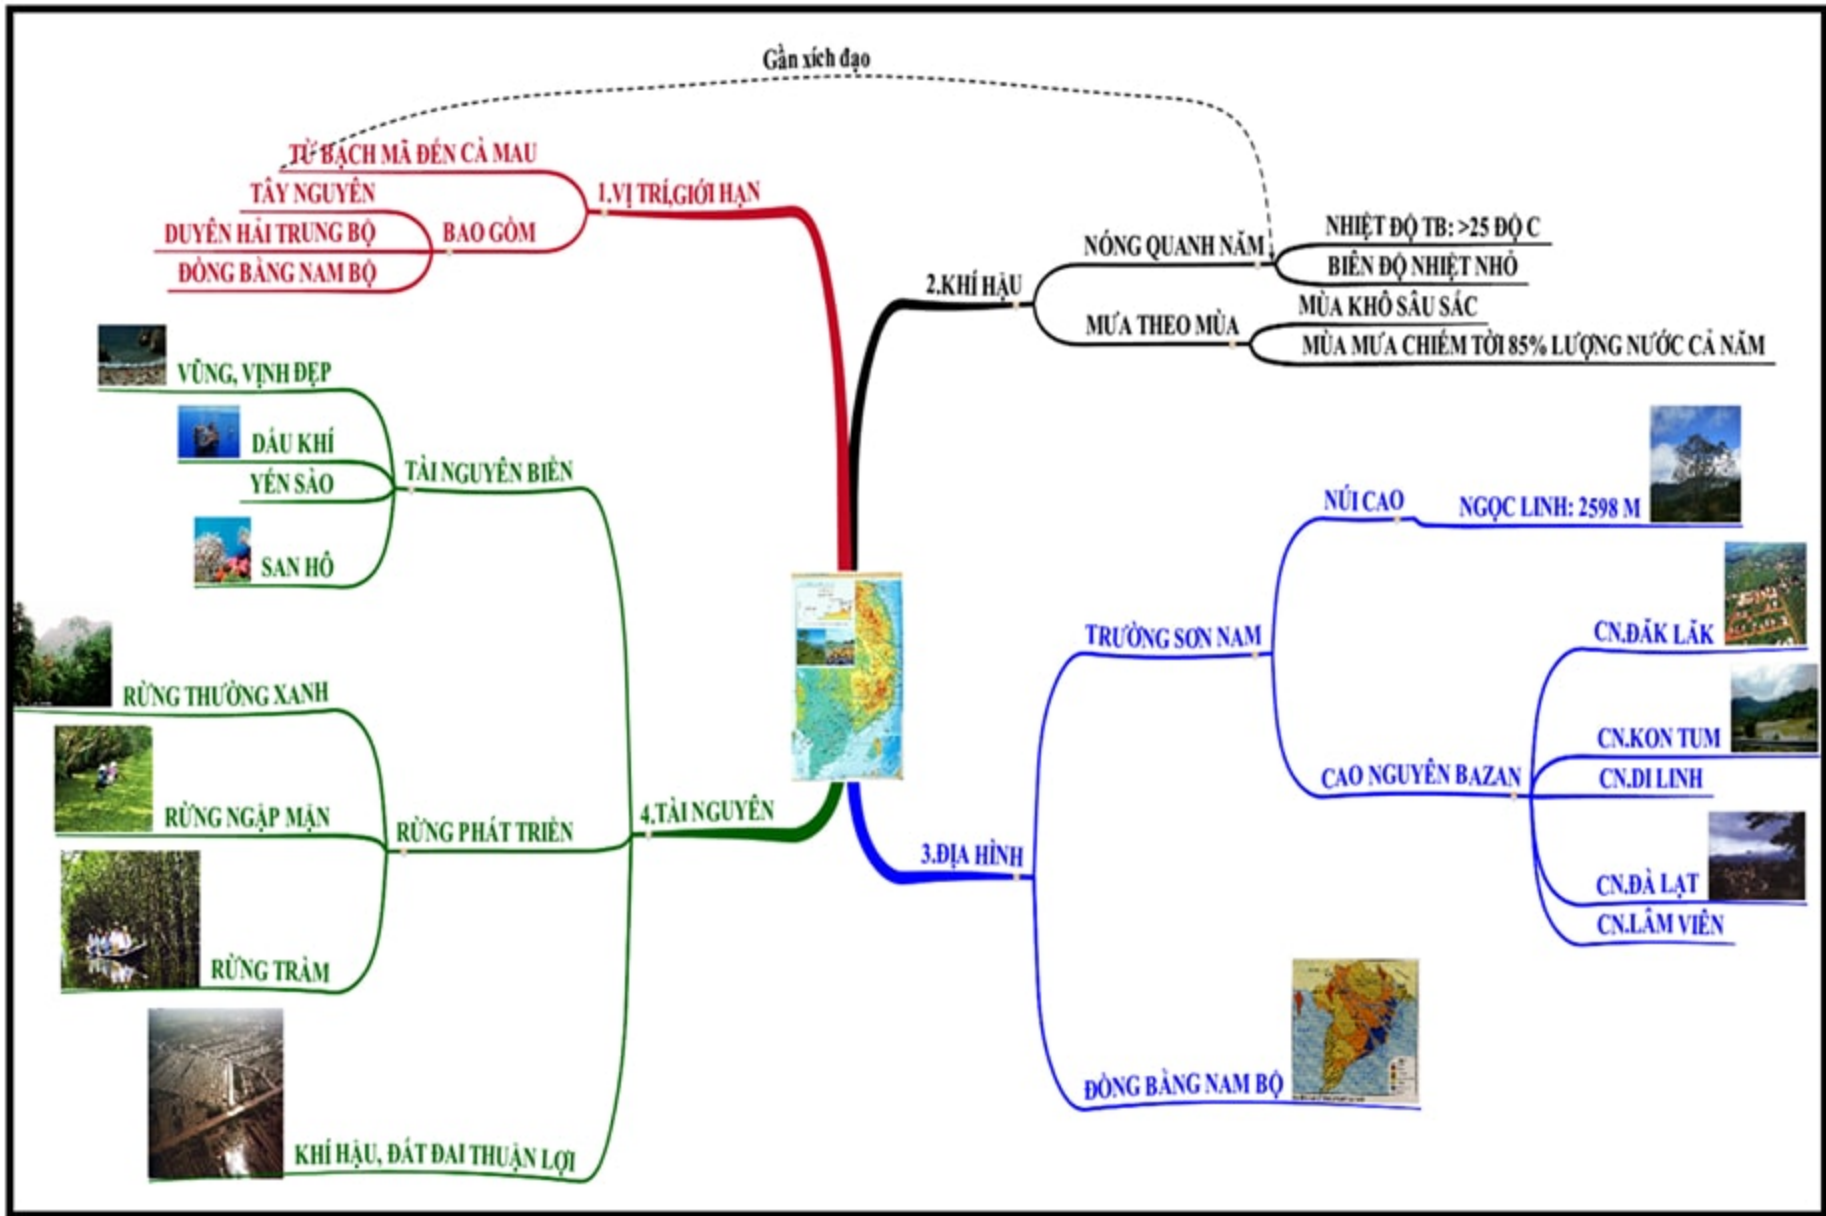 Gần xích đạo
1.VỊ TRÍ,GIỚI HẠN
TỪ BẠCH MÃ ĐẾN CÀ MAU
BAO GỒM
TÂY NGUYÊN
DUYÊN HẢI TRUNG BỘ
ĐỒNG BẰNG NAM BỘ
2.KHÍ HẬU
NÓNG QUANH NĂM
NHIỆT ĐỘ TB: >25 ĐỘ C
BIÊN ĐỘ NHIỆT NHỎ
MƯA THEO MÙA
MÙA KHÔ SÂU SẮC
MÙA MƯA CHIẾM TỜI 85% LƯỢNG NƯỚC CẢ NĂM
3.ĐỊA HÌNH
TRƯỜNG SƠN NAM
NÚI CAO
NGỌC LINH: 2598 M
CAO NGUYÊN BAZAN
CN.ĐĂK LĂK
CN.KON TUM
CN.DI LINH
CN.ĐÀ LẠT
CN.LÂM VIÊN
ĐỒNG BẰNG NAM BỘ
4.TÀI NGUYÊN
TÀI NGUYÊN BIỂN
VŨNG, VỊNH ĐẸP
DẦU KHÍ
YẾN SÀO
SAN HÔ
RỪNG PHÁT TRIỂN
RỪNG THƯỜNG XANH
RỪNG NGẬP MẶN
RỪNG TRÀM
KHÍ HẬU, ĐẤT ĐAI THUẬN LỢI